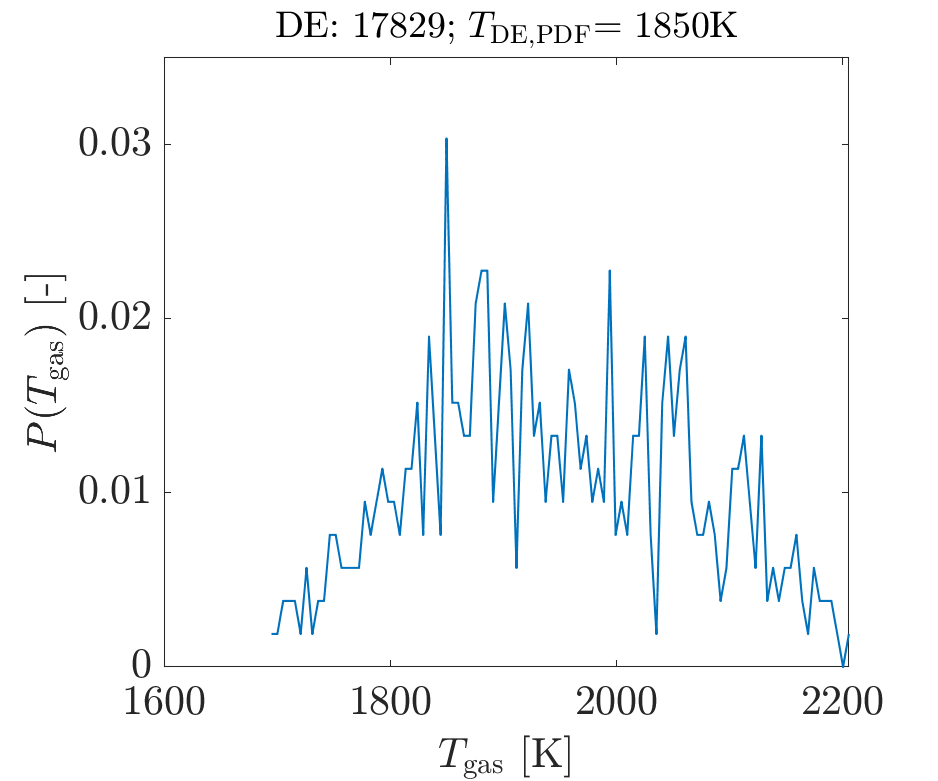 DE: 17829; T_DE,PDF= 1850K
0.03
0.02
0.01
0
P(T_gas) [-]
1600 1800 2000 2200
T_gas [K]